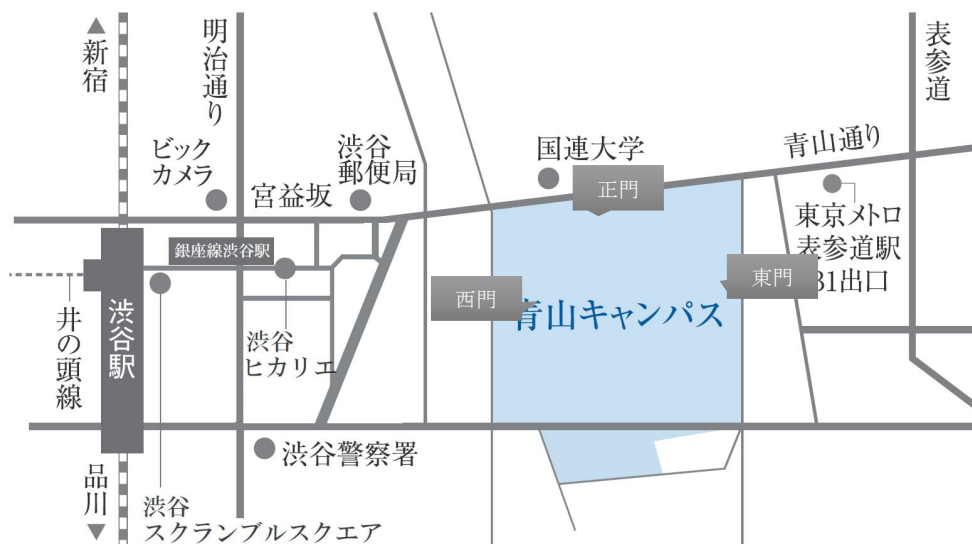 ▲新宿
明治通り
ビック
カメラ
宮益坂
渋谷
郵便局
国連大学
正門
青山通り
表参道
東京メトロ
表参道駅
31出口
銀座線渋谷駅
西門
東門
青山キャンパス
渋谷駅
井の頭線
渋谷
ヒカリエ
渋谷警察署
品川▼
渋谷
スクランブルスクエア